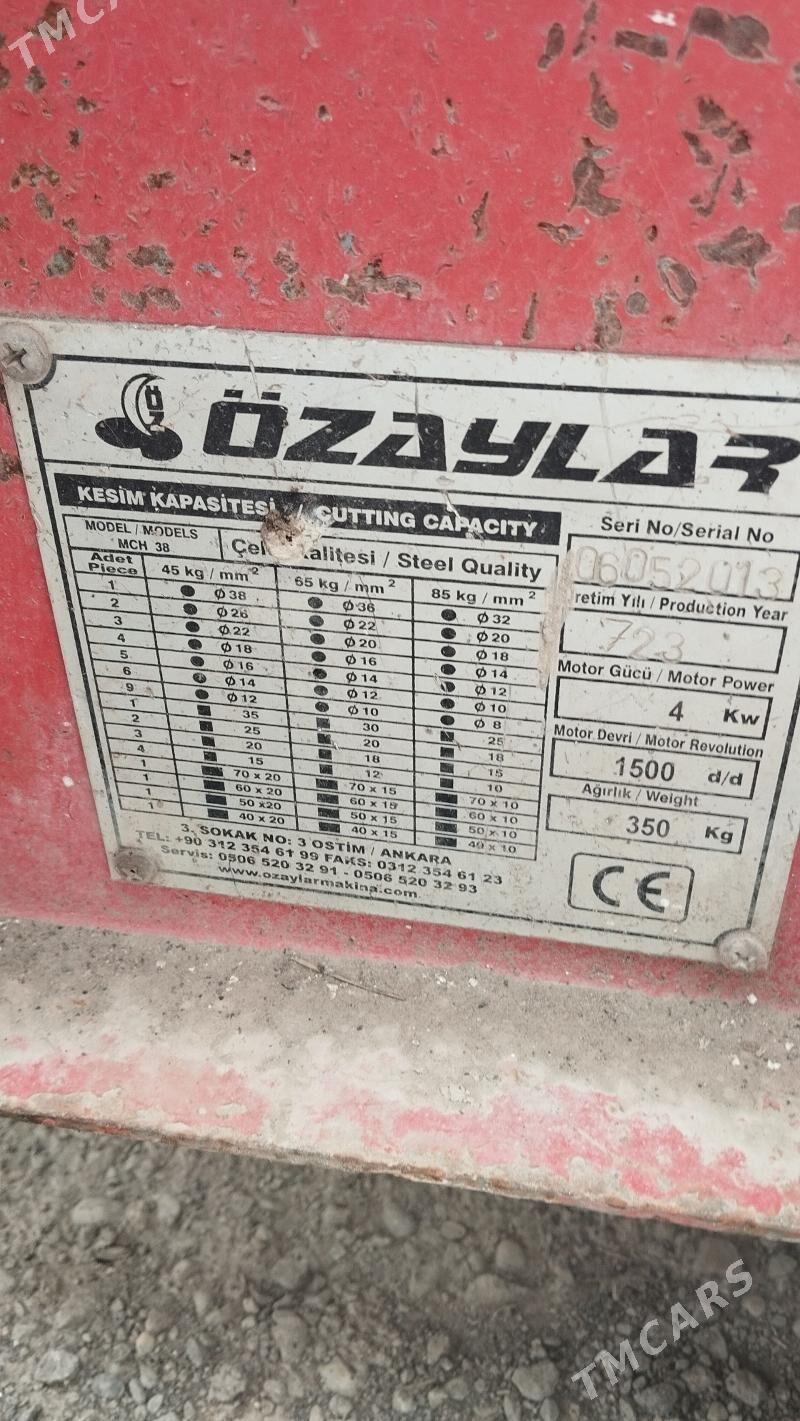 TMCARS
ÖZ
ÖZAYLAR
KESİM KAPASİTESİ / CUTTING CAPACITY
MODEL / MODELS
MCH 38
Çelik Kalitesi / Steel Quality
Adet
Piece 45 kg / mm² 65 kg / mm² 85 kg / mm²
1 Ø38 Ø36 Ø32
2 Ø26 Ø22 Ø20
3 Ø22 Ø20 Ø18
4 Ø18 Ø16 Ø14
5 Ø16 Ø14 Ø12
6 Ø14 Ø12 Ø10
9 Ø12 Ø10 Ø8
1 35 30 25
2 25 20 18
3 20 18 15
4 15 12 10
1 70 x 20 70 x 15 70 x 10
1 60 x 20 60 x 15 60 x 10
1 50 x20 50 x 15 50 x 10
1 40 x 20 40 x 15 40 x 10
3. SOKAK NO: 3 OSTİM / ANKARA
TEL: +90 312 354 61 99 FAKS: 0312 354 61 23
Servis: 0506 520 32 91 - 0506 520 32 93
www.ozaylarmakina.com
Seri No/Serial No
06052013
retim Yılı / Production Year
723
Motor Gücü / Motor Power
4 Kw
Motor Devri / Motor Revolution
1500 d/d
Ağırlık / Weight
350 Kg
CE
TMCARS